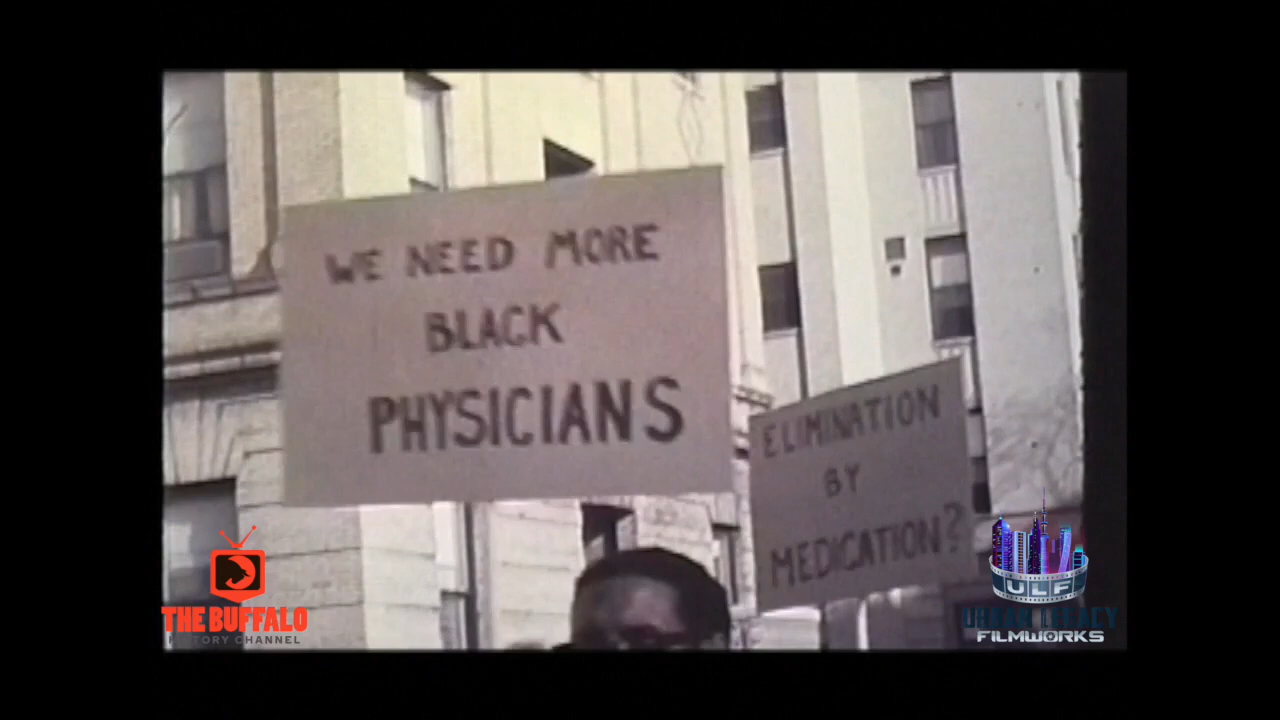 WE NEED MORE
BLACK
PHYSICIANS
ELIMINATION
BY
MEDICATION?
THE BUFFALO
HISTORY CHANNEL
ULF
URBAN LEGACY
FILMWORKS